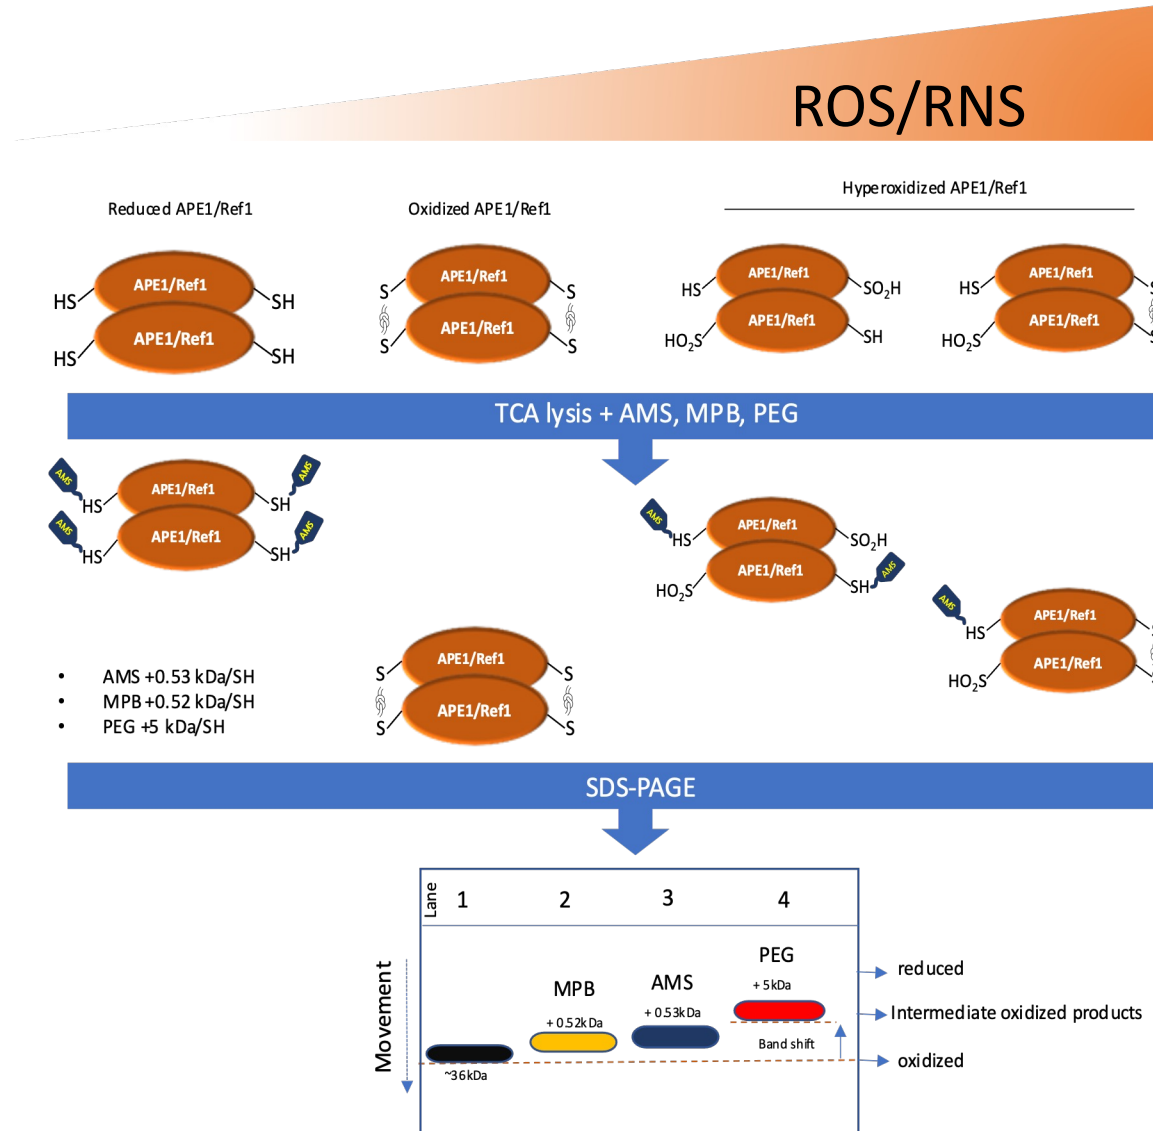 ROS/RNS
Reduced APE1/Ref1
Oxidized APE1/Ref1
Hyperoxidized APE1/Ref1
APE1/Ref1
HS
SH
APE1/Ref1
HS
SH
APE1/Ref1
S
S
APE1/Ref1
S
S
APE1/Ref1
HS
SO2H
APE1/Ref1
HO2S
SH
APE1/Ref1
HS
S
APE1/Ref1
HO2S
S
TCA lysis + AMS, MPB, PEG
AMS
AMS
APE1/Ref1
HS
SH
AMS
AMS
APE1/Ref1
HS
SH
AMS
APE1/Ref1
HS
SO2H
APE1/Ref1
HO2S
SH
AMS
AMS
APE1/Ref1
HS
S
APE1/Ref1
HO2S
S
APE1/Ref1
S
S
APE1/Ref1
S
S
• AMS +0.53 kDa/SH
• MPB +0.52 kDa/SH
• PEG +5 kDa/SH
SDS-PAGE
Lane
1
2
3
4
Movement
PEG
+ 5kDa
AMS
+ 0.53kDa
MPB
+ 0.52kDa
~36kDa
Band shift
reduced
Intermediate oxidized products
oxidized